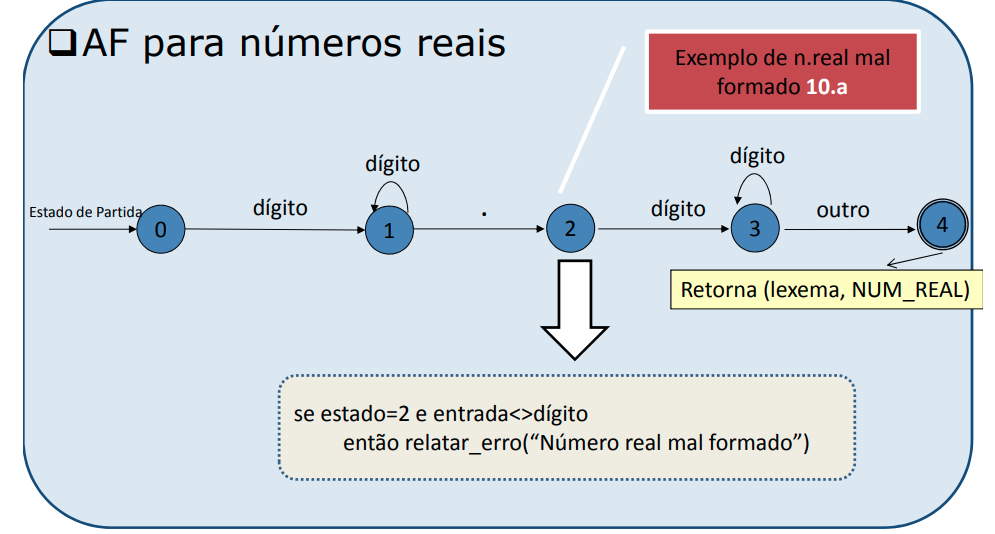 ❑AF para números reais
Exemplo de n.real mal
formado 10.a
dígito
dígito
Estado de Partida
dígito
.
dígito
outro
0
1
2
3
4
Retorna (lexema, NUM_REAL)
se estado=2 e entrada<>dígito
então relatar_erro(“Número real mal formado”)